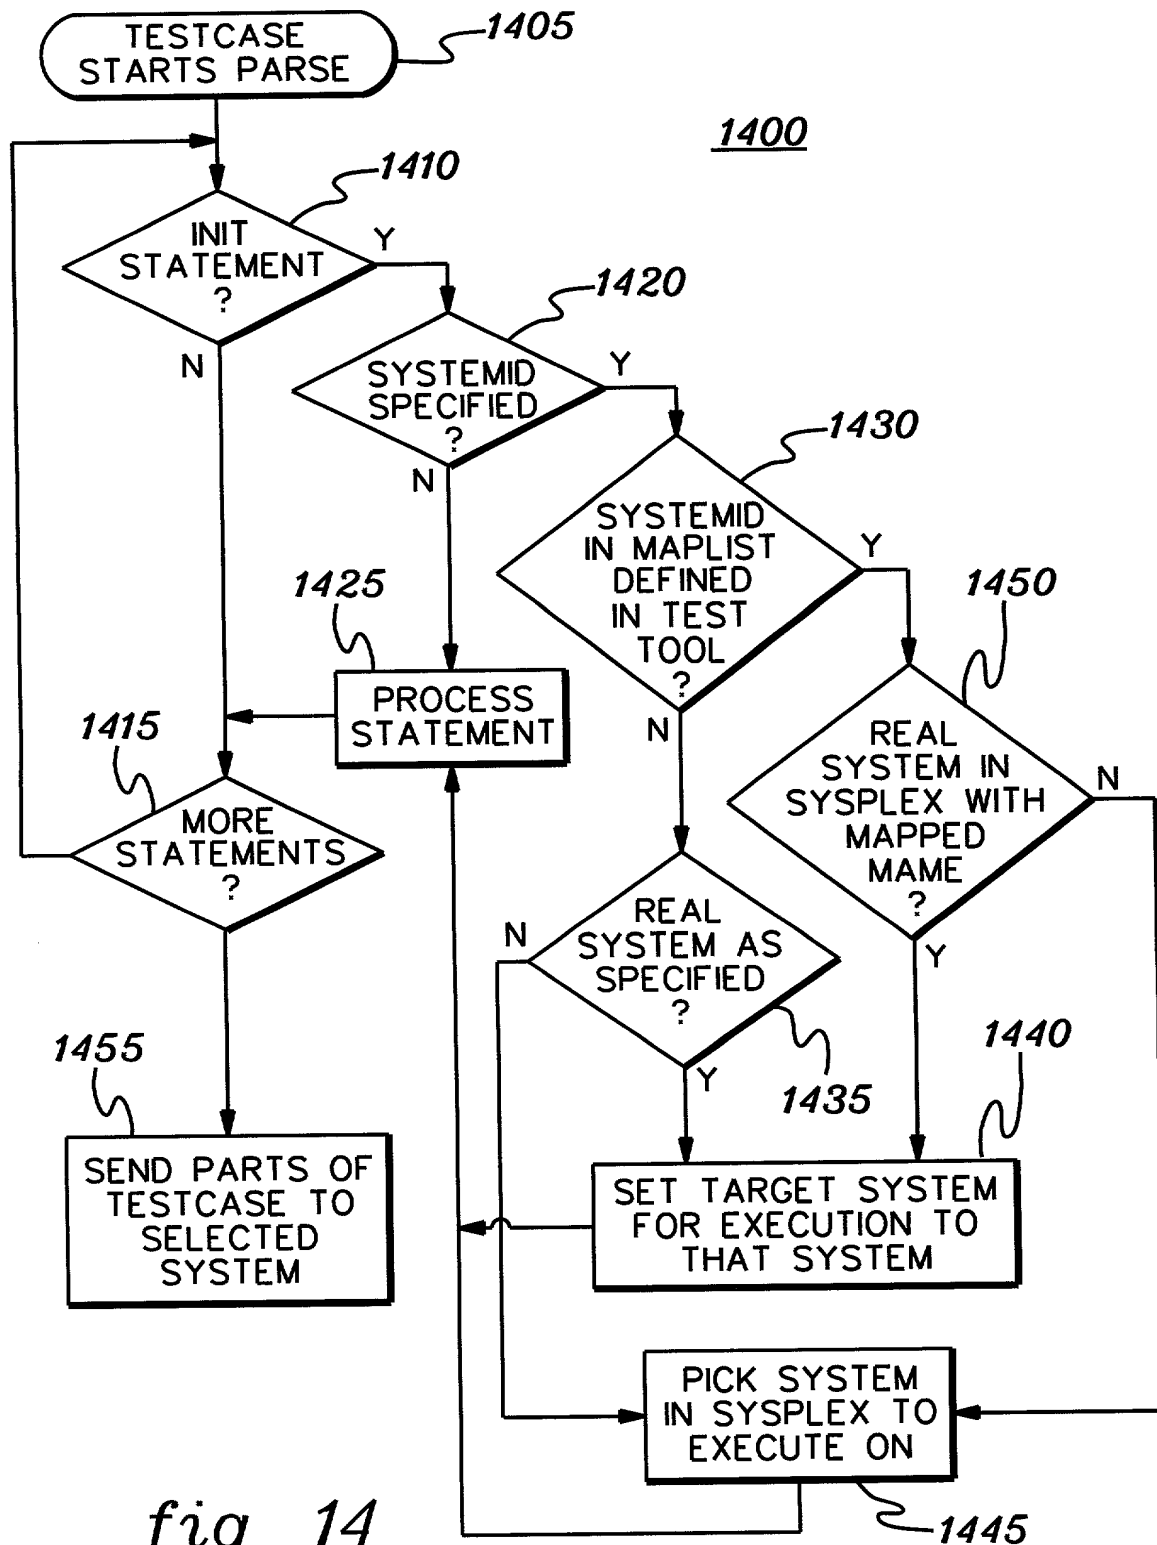 TESTCASE
STARTS PARSE
1405
1400
1410
INIT
STATEMENT
?
Y
N
1420
SYSTEMID
SPECIFIED
?
Y
N
1430
SYSTEMID
IN MAPLIST
DEFINED
IN TEST
TOOL
?
Y
N
1425
PROCESS
STATEMENT
1450
REAL
SYSTEM IN
SYSPLEX WITH
MAPPED
MAME
?
N
Y
1415
MORE
STATEMENTS
?
REAL
SYSTEM AS
SPECIFIED
?
N
Y
1435
1440
SET TARGET SYSTEM
FOR EXECUTION TO
THAT SYSTEM
1455
SEND PARTS OF
TESTCASE TO
SELECTED
SYSTEM
PICK SYSTEM
IN SYSPLEX TO
EXECUTE ON
1445
fig 14